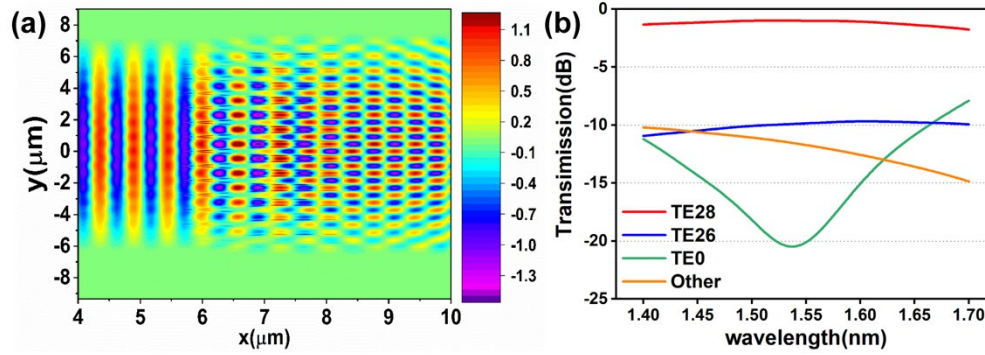 (a)
8
6
4
2
0
-2
-4
-6
-8
y(μm)
4 5 6 7 8 9 10
x(μm)
1.1
0.8
0.5
0.2
-0.1
-0.4
-0.7
-1.0
-1.3
(b)
0
-5
-10
-15
-20
-25
Transimission(dB)
TE28
TE26
TE0
Other
1.40 1.45 1.50 1.55 1.60 1.65 1.70
wavelength(nm)